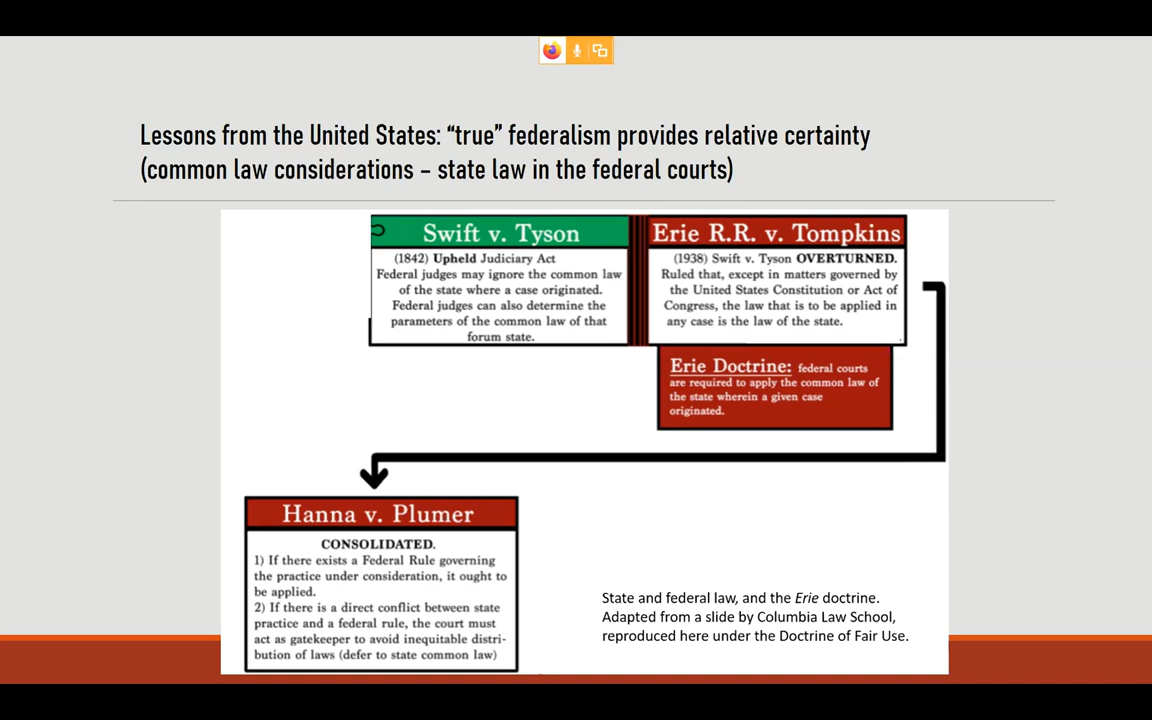 Lessons from the United States: “true” federalism provides relative certainty
(common law considerations – state law in the federal courts)
Swift v. Tyson
(1842) Upheld Judiciary Act
Federal judges may ignore the common law
of the state where a case originated.
Federal judges can also determine the
parameters of the common law of that
forum state.
Erie R.R. v. Tompkins
(1938) Swift v. Tyson OVERTURNED.
Ruled that, except in matters governed by
the United States Constitution or Act of
Congress, the law that is to be applied in
any case is the law of the state.
Erie Doctrine: federal courts
are required to apply the common law of
the state wherein a given case
originated.
Hanna v. Plumer
CONSOLIDATED.
1) If there exists a Federal Rule governing
the practice under consideration, it ought to
be applied.
2) If there is a direct conflict between state
practice and a federal rule, the court must
act as gatekeeper to avoid inequitable distri-
bution of laws (defer to state common law)
State and federal law, and the Erie doctrine.
Adapted from a slide by Columbia Law School,
reproduced here under the Doctrine of Fair Use.